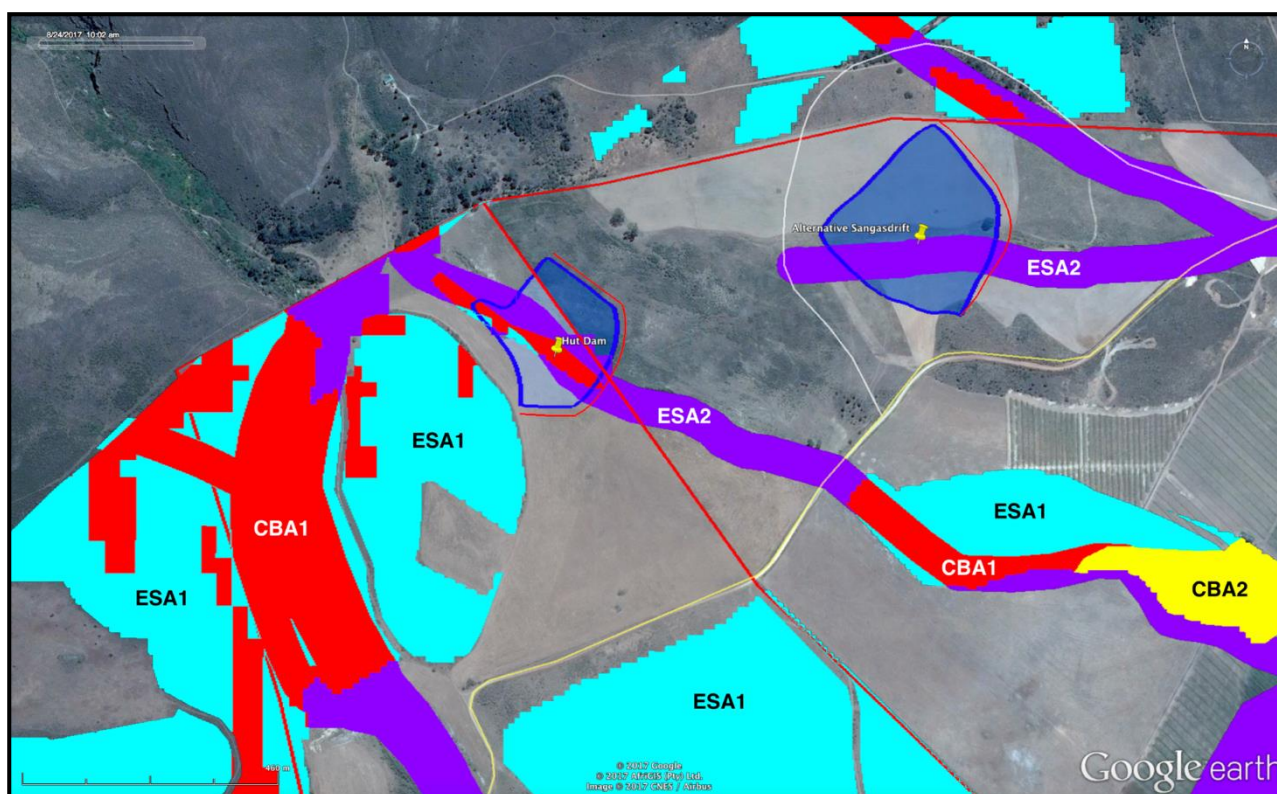 8/24/2017 10:02 am
N
Alternative Sangasdrift
ESA2
Hut Dam
ESA2
ESA1
ESA1
CBA1
CBA1
CBA2
ESA1
ESA1
460 m
© 2017 Google
© 2017 AfriGIS (Pty) Ltd.
Image © 2017 CNES / Airbus
Google earth